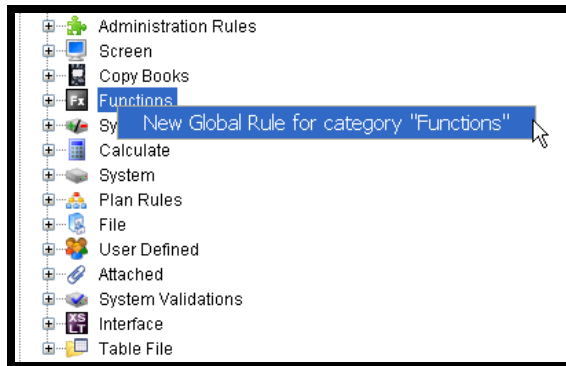 Administration Rules
Screen
Copy Books
Fx Functions
Sy
New Global Rule for category "Functions"
Calculate
System
Plan Rules
File
User Defined
Attached
System Validations
XS LT Interface
Table File